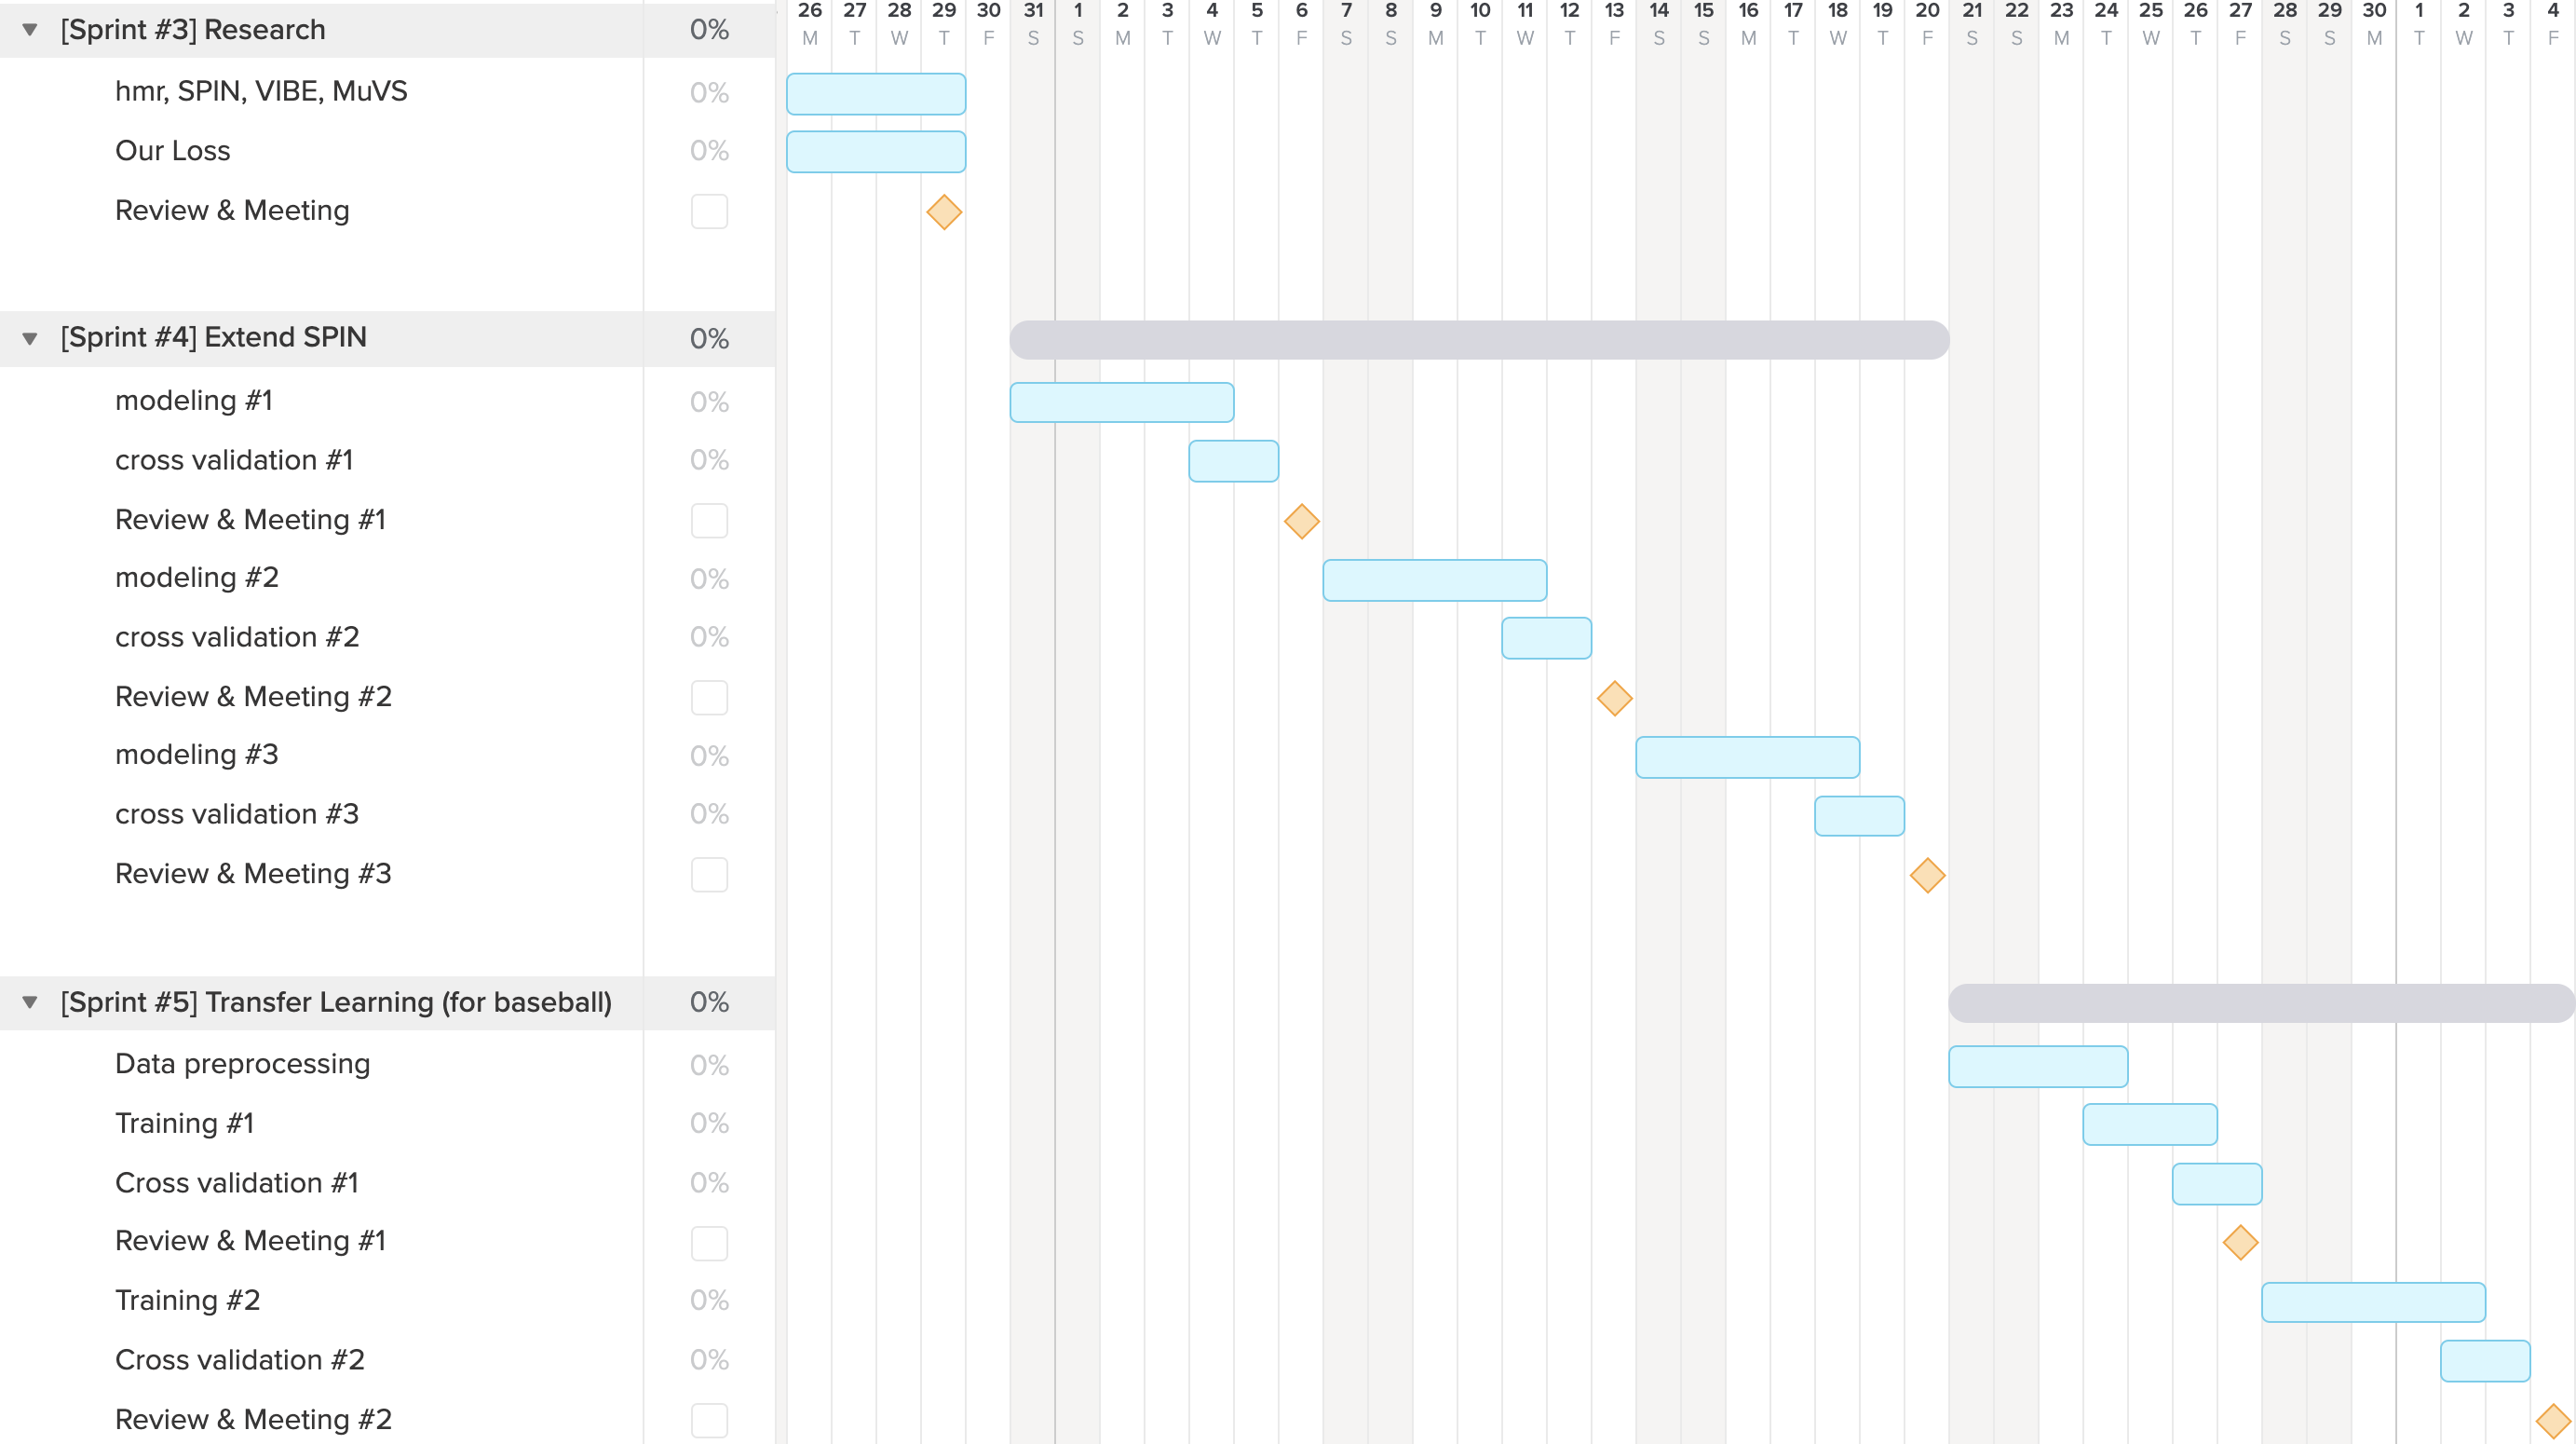 26 27 28 29 30 31 1 2 3 4 5 6 7 8 9 10 11 12 13 14 15 16 17 18 19 20 21 22 23 24 25 26 27 28 29 30 1 2 3 4
M T W T F S S M T W T F S S M T W T F S S M T W T F S S M T W T F S S M T W T F
[Sprint #3] Research 0%
hmr, SPIN, VIBE, MuVS 0%
Our Loss 0%
Review & Meeting
[Sprint #4] Extend SPIN 0%
modeling #1 0%
cross validation #1 0%
Review & Meeting #1
modeling #2 0%
cross validation #2 0%
Review & Meeting #2
modeling #3 0%
cross validation #3 0%
Review & Meeting #3
[Sprint #5] Transfer Learning (for baseball) 0%
Data preprocessing 0%
Training #1 0%
Cross validation #1 0%
Review & Meeting #1
Training #2 0%
Cross validation #2 0%
Review & Meeting #2